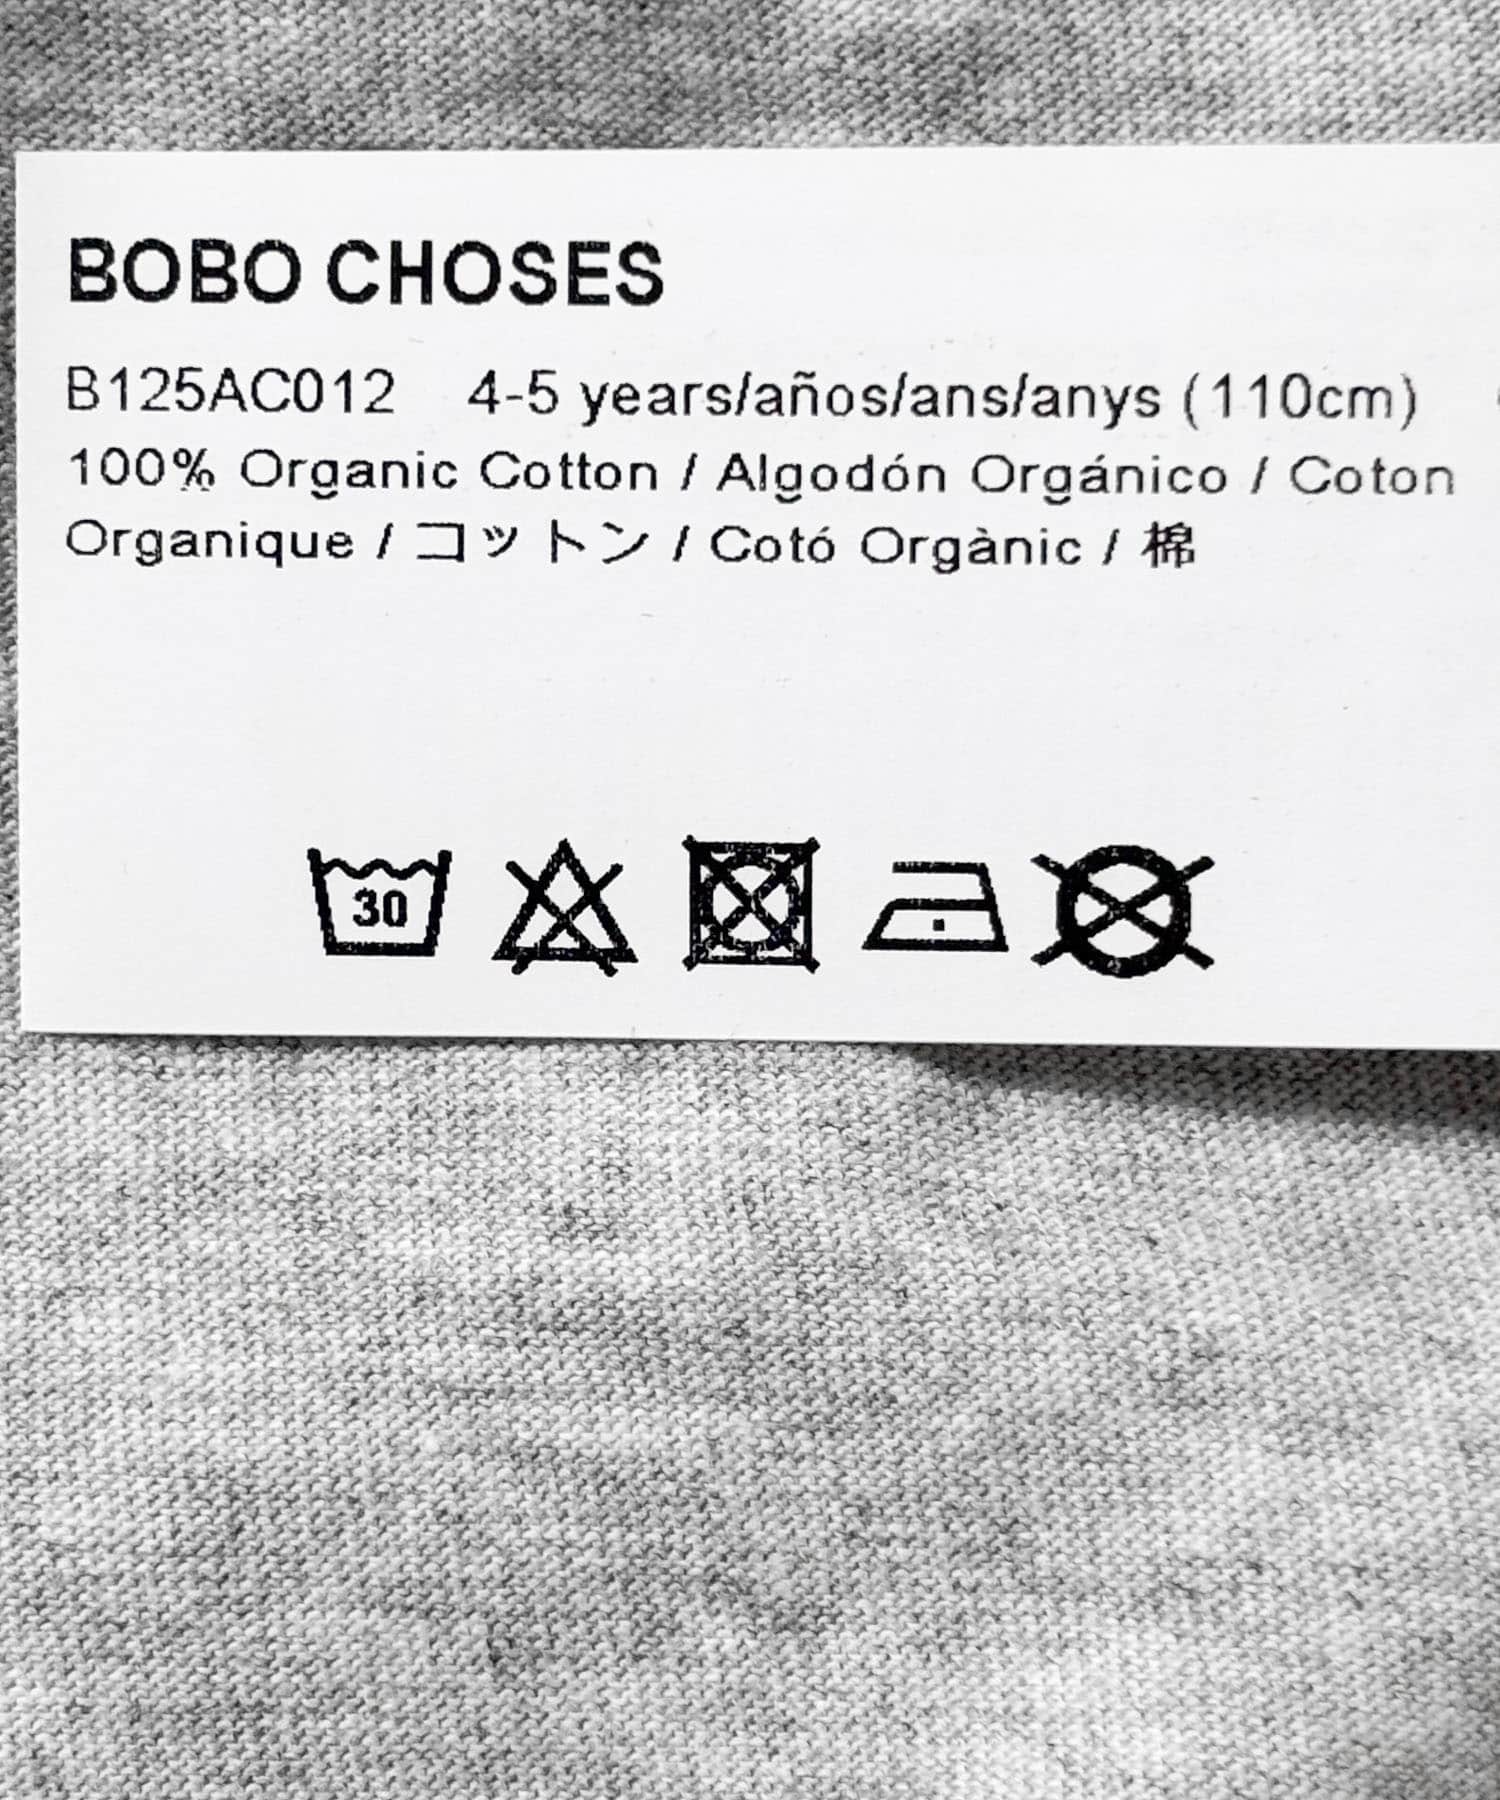 BOBO CHOSES
B125AC012 4-5 years/años/ans/anys (110cm)
100% Organic Cotton / Algodón Orgánico / Coton
Organique / コットン / Cotó Orgànic / 棉
30